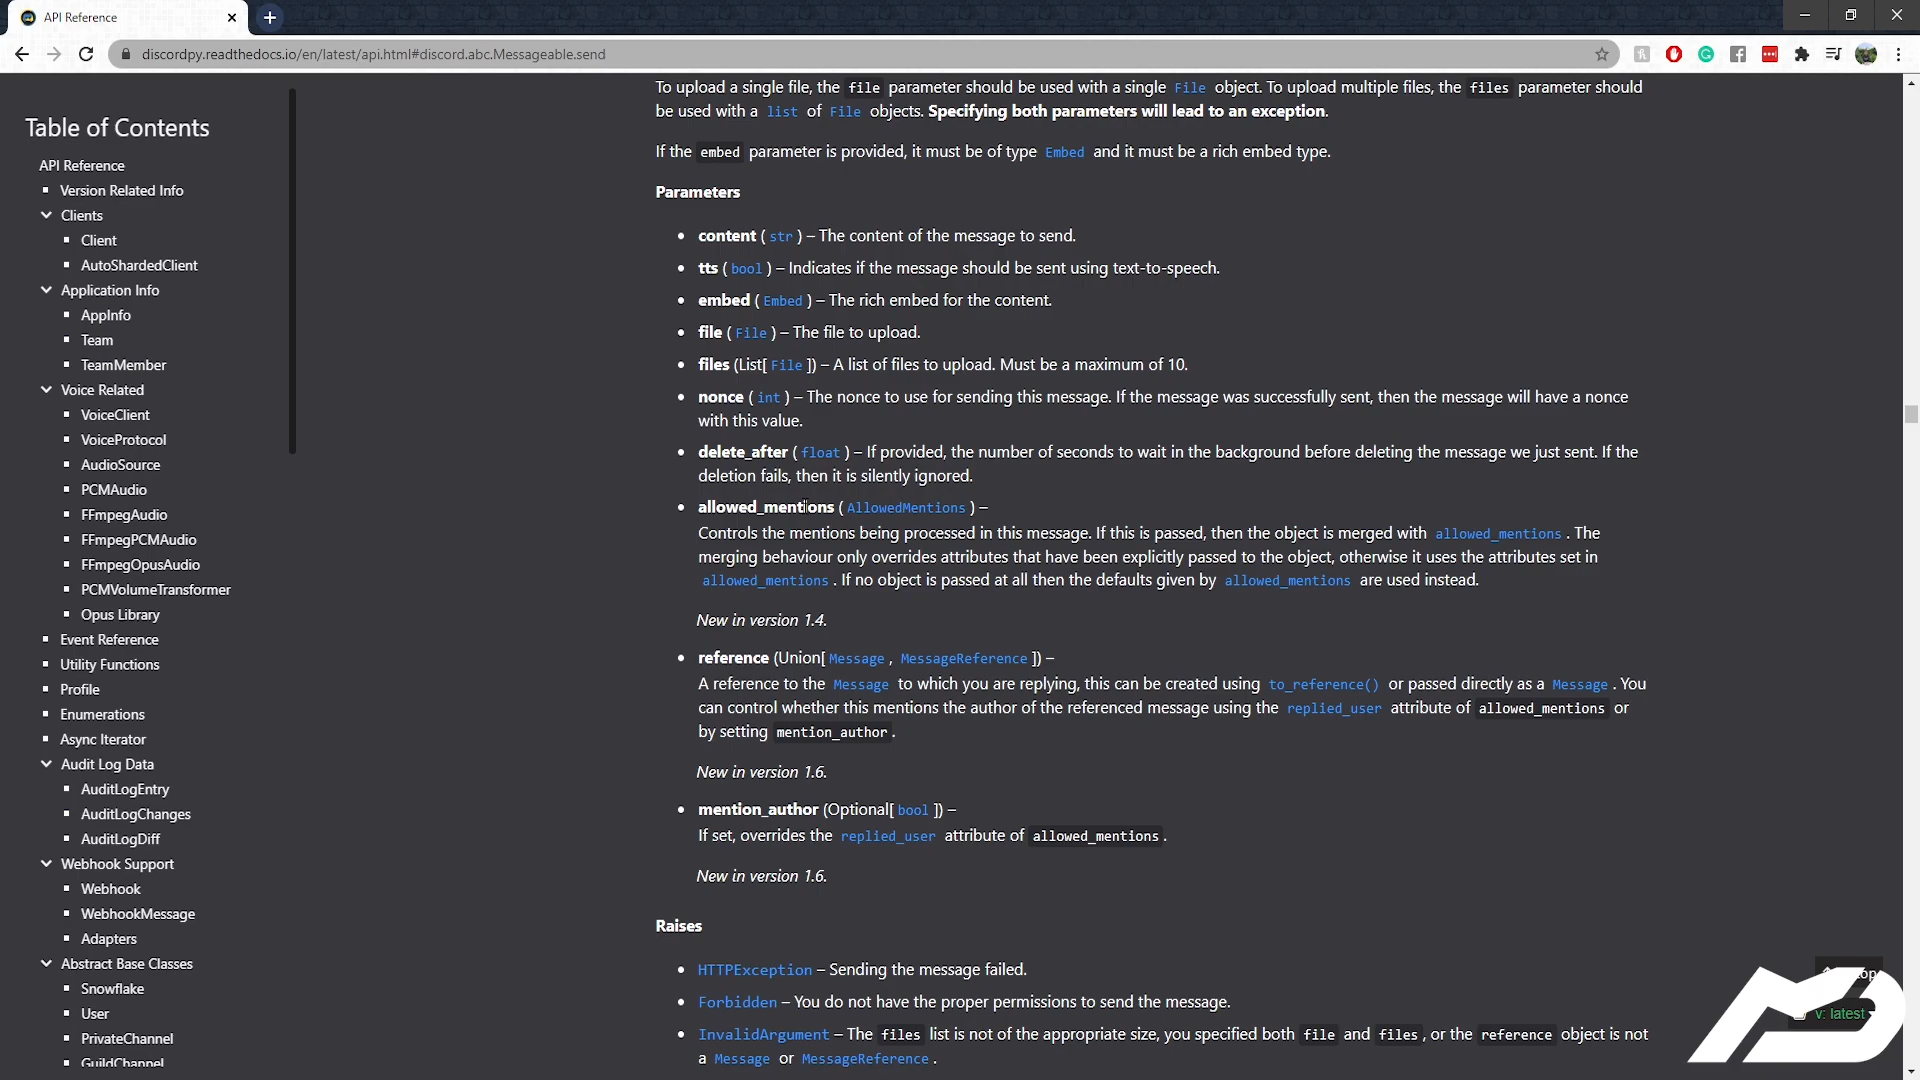 API Reference
discordpy.readthedocs.io/en/latest/api.html#discord.abc.Messageable.send
Table of Contents
API Reference
Version Related Info
Clients
Client
AutoShardedClient
Application Info
AppInfo
Team
TeamMember
Voice Related
VoiceClient
VoiceProtocol
AudioSource
PCMAudio
FFmpegAudio
FFmpegPCMAudio
FFmpegOpusAudio
PCMVolumeTransformer
Opus Library
Event Reference
Utility Functions
Profile
Enumerations
Async Iterator
Audit Log Data
AuditLogEntry
AuditLogChanges
AuditLogDiff
Webhook Support
Webhook
WebhookMessage
Adapters
Abstract Base Classes
Snowflake
User
PrivateChannel
GuildChannel
To upload a single file, the file parameter should be used with a single File object. To upload multiple files, the files parameter should
be used with a list of File objects. Specifying both parameters will lead to an exception.
If the embed parameter is provided, it must be of type Embed and it must be a rich embed type.
Parameters
• content ( str ) – The content of the message to send.
• tts ( bool ) – Indicates if the message should be sent using text-to-speech.
• embed ( Embed ) – The rich embed for the content.
• file ( File ) – The file to upload.
• files (List[ File ]) – A list of files to upload. Must be a maximum of 10.
• nonce ( int ) – The nonce to use for sending this message. If the message was successfully sent, then the message will have a nonce
with this value.
• delete_after ( float ) – If provided, the number of seconds to wait in the background before deleting the message we just sent. If the
deletion fails, then it is silently ignored.
• allowed_mentions ( AllowedMentions ) –
Controls the mentions being processed in this message. If this is passed, then the object is merged with allowed_mentions . The
merging behaviour only overrides attributes that have been explicitly passed to the object, otherwise it uses the attributes set in
allowed_mentions . If no object is passed at all then the defaults given by allowed_mentions are used instead.
New in version 1.4.
• reference (Union[ Message , MessageReference ]) –
A reference to the Message to which you are replying, this can be created using to_reference() or passed directly as a Message . You
can control whether this mentions the author of the referenced message using the replied_user attribute of allowed_mentions or
by setting mention_author .
New in version 1.6.
• mention_author (Optional[ bool ]) –
If set, overrides the replied_user attribute of allowed_mentions .
New in version 1.6.
Raises
• HTTPException – Sending the message failed.
• Forbidden – You do not have the proper permissions to send the message.
• InvalidArgument – The files list is not of the appropriate size, you specified both file and files , or the reference object is not
a Message or MessageReference .
v: latest